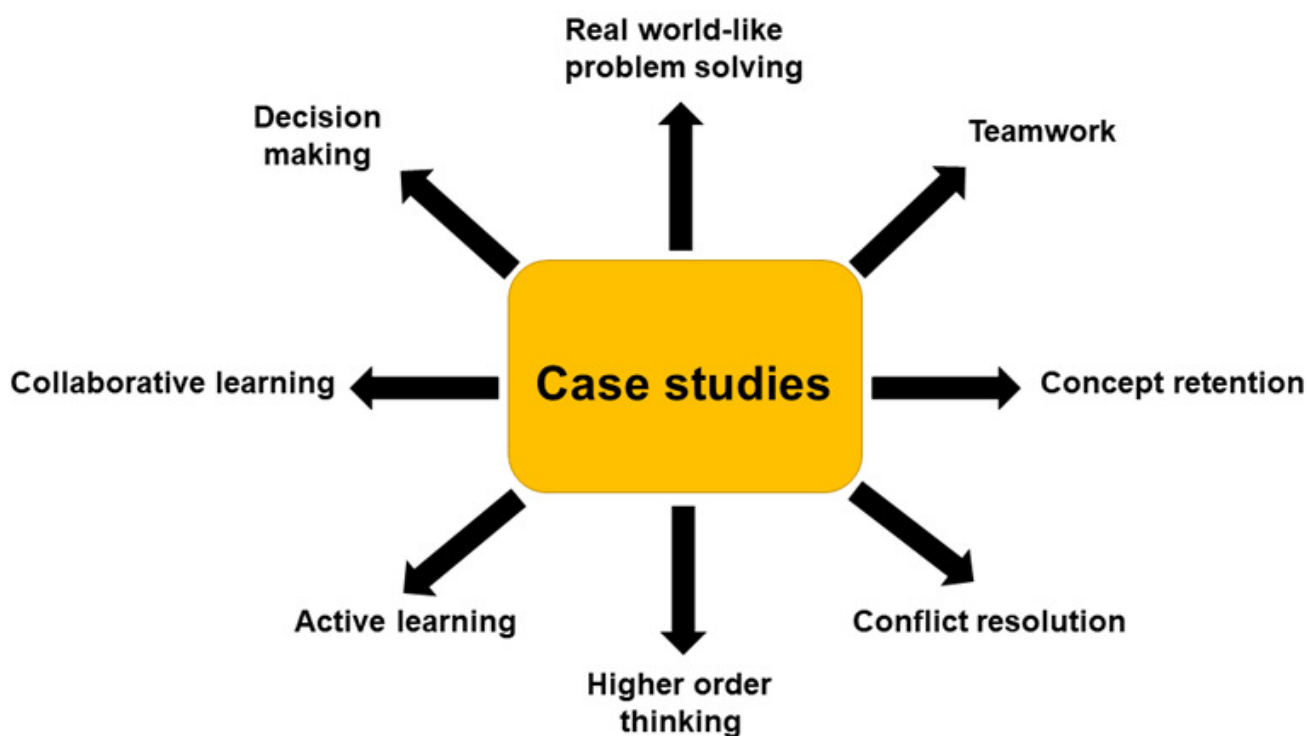 Real world-like
problem solving
Decision
making
Teamwork
Collaborative learning
Case studies
Concept retention
Active learning
Conflict resolution
Higher order
thinking